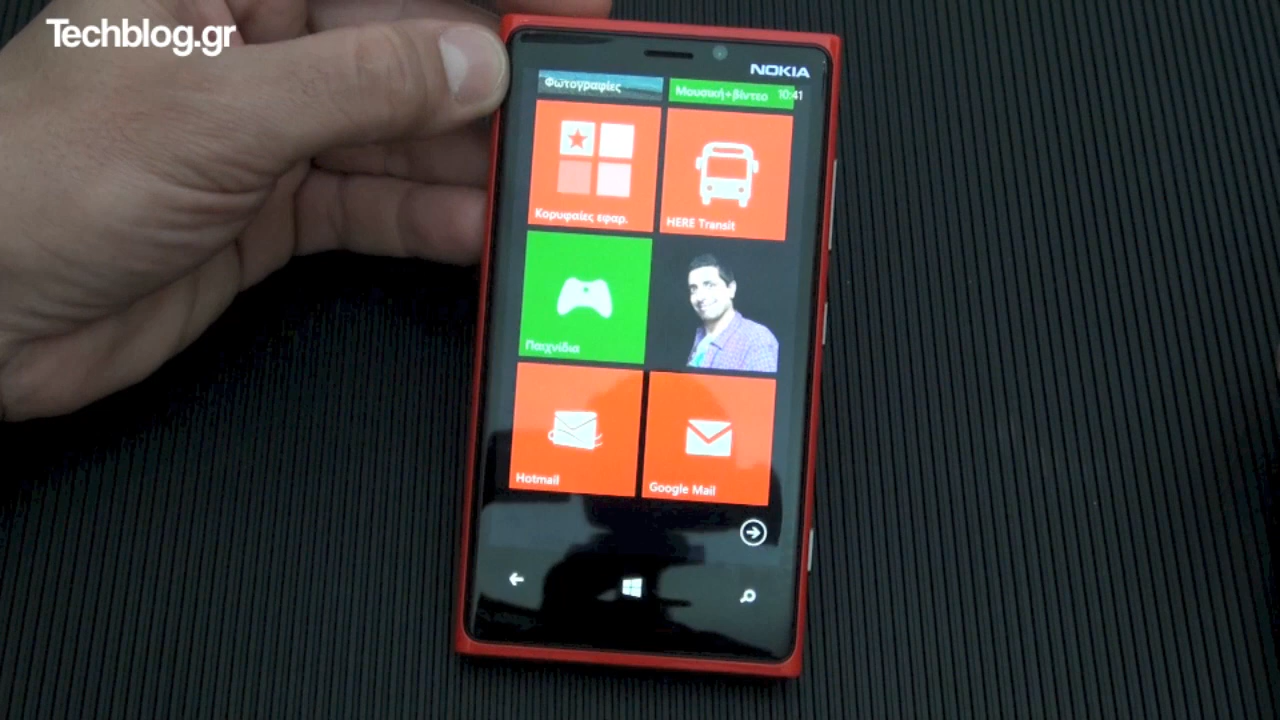 Techblog.gr
NOKIA
Φωτογραφίες
Μουσική+βίντεο
10:41
Κορυφαίες εφαρ.
HERE Transit
Παιχνίδια
Hotmail
Google Mail